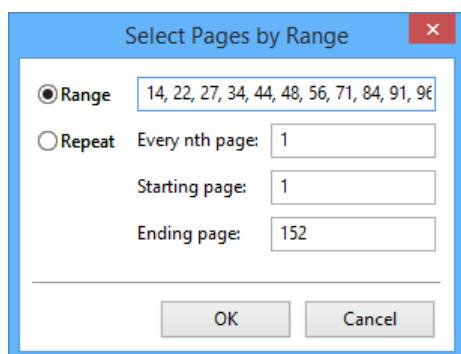 Select Pages by Range
Range 14, 22, 27, 34, 44, 48, 56, 71, 84, 91, 96
Repeat Every nth page: 1
Starting page: 1
Ending page: 152
OK Cancel